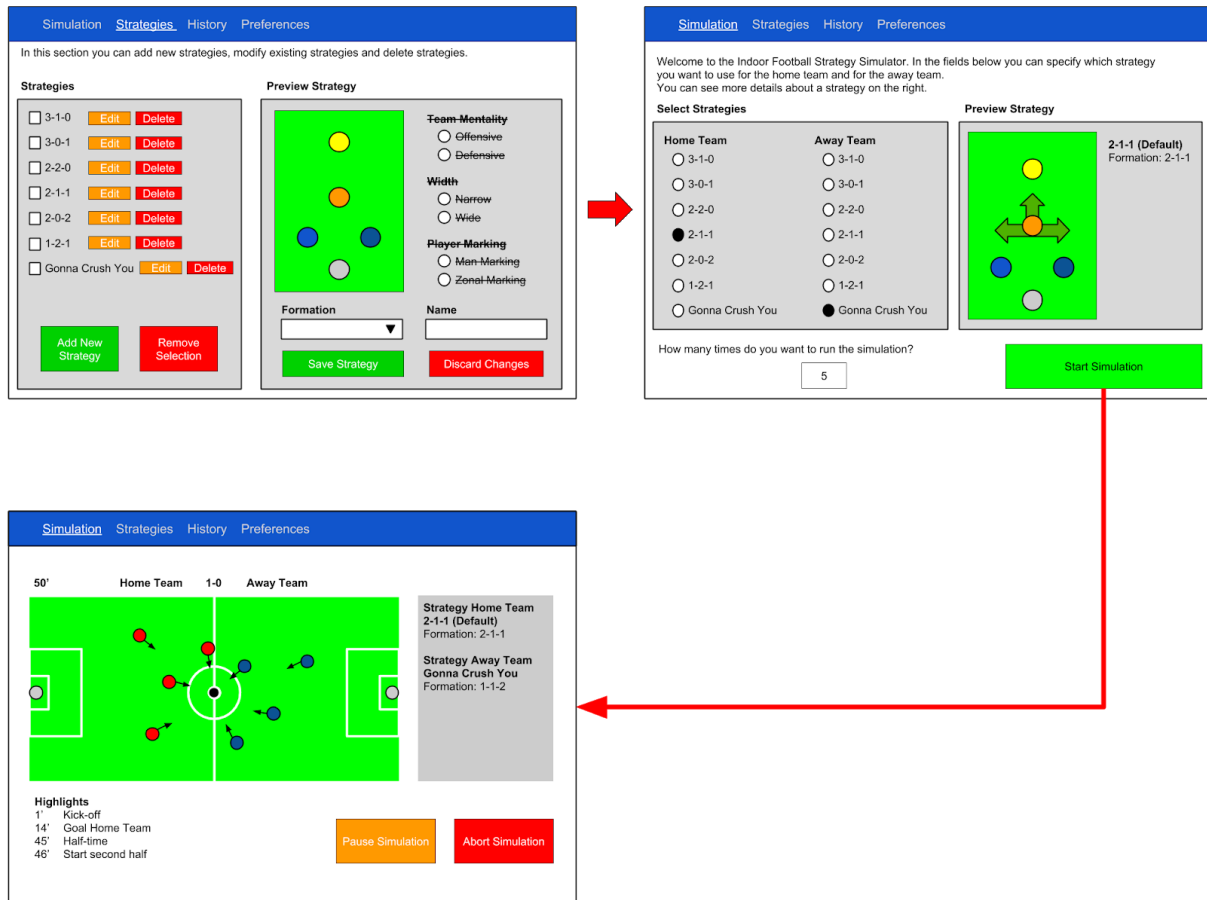 Simulation Strategies History Preferences
In this section you can add new strategies, modify existing strategies and delete strategies.
Strategies
3-1-0 Edit Delete
3-0-1 Edit Delete
2-2-0 Edit Delete
2-1-1 Edit Delete
2-0-2 Edit Delete
1-2-1 Edit Delete
Gonna Crush You Edit Delete
Add New
Strategy
Remove
Selection
Preview Strategy
Team Mentality
Offensive
Defensive
Width
Narrow
Wide
Player Marking
Man Marking
Zonal Marking
Formation
Name
Save Strategy
Discard Changes
Simulation Strategies History Preferences
Welcome to the Indoor Football Strategy Simulator. In the fields below you can specify which strategy
you want to use for the home team and for the away team.
You can see more details about a strategy on the right.
Select Strategies
Home Team Away Team
3-1-0 3-1-0
3-0-1 3-0-1
2-2-0 2-2-0
2-1-1 2-1-1
2-0-2 2-0-2
1-2-1 1-2-1
Gonna Crush You Gonna Crush You
Preview Strategy
2-1-1 (Default)
Formation: 2-1-1
How many times do you want to run the simulation?
5
Start Simulation
Simulation Strategies History Preferences
50' Home Team 1-0 Away Team
Strategy Home Team
2-1-1 (Default)
Formation: 2-1-1
Strategy Away Team
Gonna Crush You
Formation: 1-1-2
Highlights
1' Kick-off
14' Goal Home Team
45' Half-time
46' Start second half
Pause Simulation
Abort Simulation